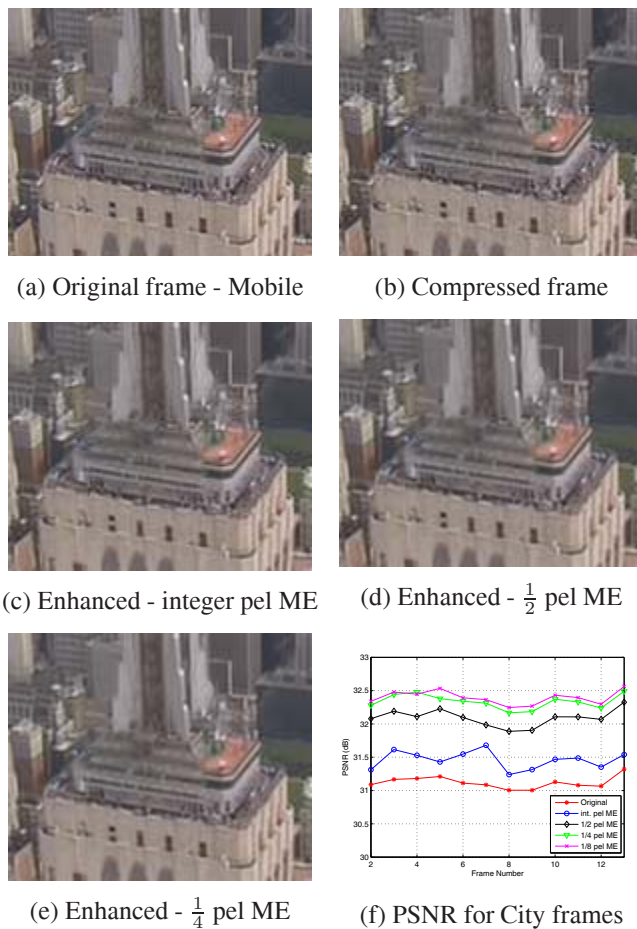 (a) Original frame - Mobile
(b) Compressed frame
(c) Enhanced - integer pel ME
(d) Enhanced - 1/2 pel ME
(e) Enhanced - 1/4 pel ME
33
32.5
32
31.5
31
30.5
30
PSNR (dB)
2
4
6
8
10
12
Frame Number
Original
int. pel ME
1/2 pel ME
1/4 pel ME
1/8 pel ME
(f) PSNR for City frames